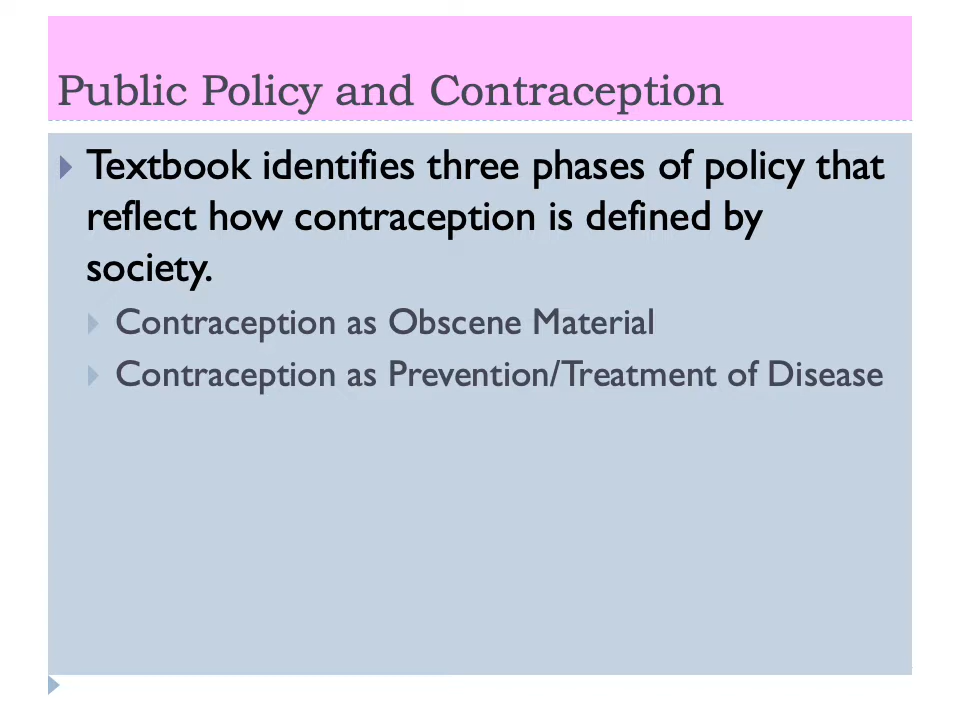 Public Policy and Contraception
Textbook identifies three phases of policy that
reflect how contraception is defined by
society.
Contraception as Obscene Material
Contraception as Prevention/Treatment of Disease